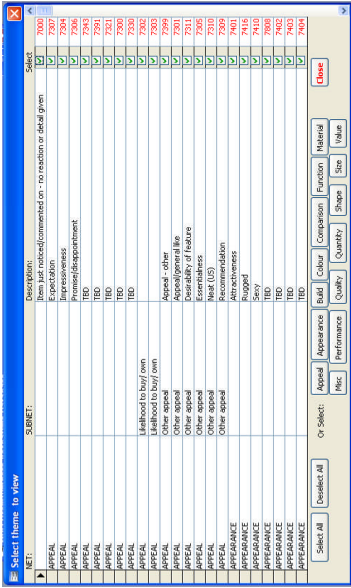 Select theme to view
NET: SUBNET: Description: Select
Item just noticed/commented on - no reaction or detail given 7000
APPEAL Expectation 7307
APPEAL Impressiveness 7304
APPEAL Promise/disappointment 7306
APPEAL TBD 7343
APPEAL TBD 7391
APPEAL TBD 7321
APPEAL TBD 7300
APPEAL TBD 7330
APPEAL Likelihood to buy/ own 7302
APPEAL Likelihood to buy/ own 7303
APPEAL Other appeal Appeal - other 7399
APPEAL Other appeal Appeal/general like 7301
APPEAL Other appeal Desirability of feature 7311
APPEAL Other appeal Essentialness 7305
APPEAL Other appeal Neat (US) 7310
APPEAL Other appeal Recommendation 7309
APPEARANCE Attractiveness 7401
APPEARANCE Rugged 7416
APPEARANCE Sexy 7410
APPEARANCE TBD 7808
APPEARANCE TBD 7402
APPEARANCE TBD 7403
APPEARANCE TBD 7404
Select All Deselect All Or Select: Appeal Appearance Build Colour Comparison Function Material Close
Misc Performance Quality Quantity Shape Size Value